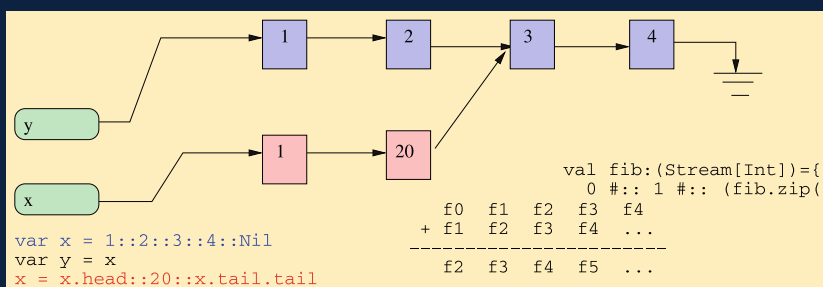 1
2
3
4
y
1
20
x
val fib:(Stream[Int])={
0 #:: 1 #:: (fib.zip(
f0 f1 f2 f3 f4
+ f1 f2 f3 f4 ...
f2 f3 f4 f5 ...
var x = 1::2::3::4::Nil
var y = x
x = x.head::20::x.tail.tail